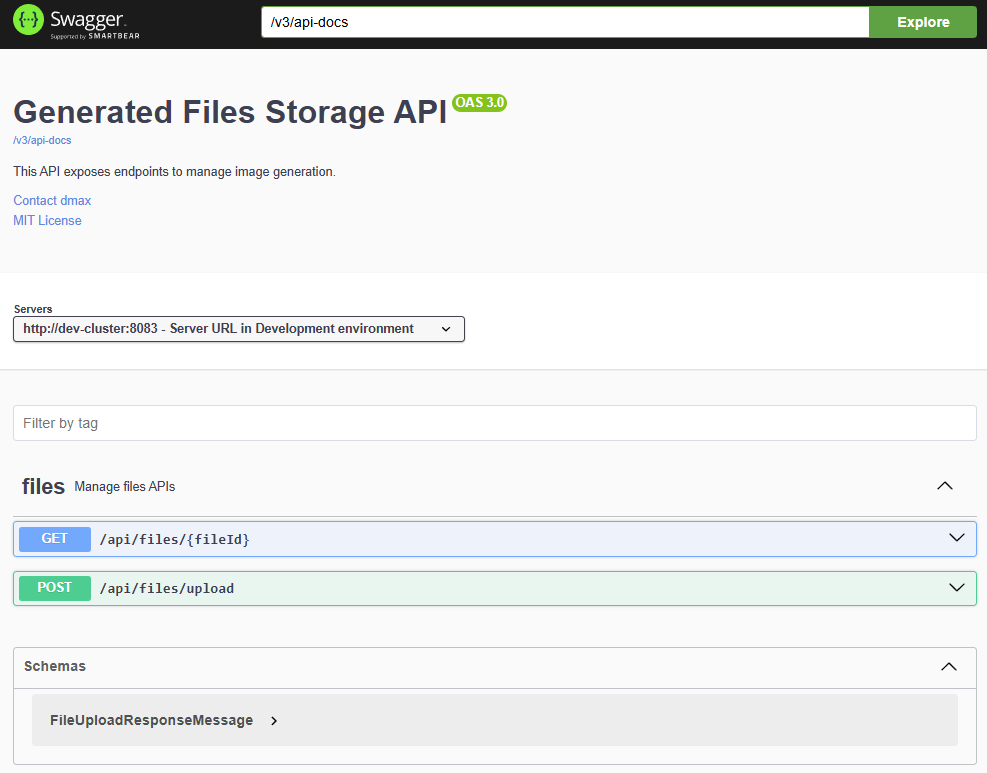 Swagger.
Supported by SMARTBEAR
/v3/api-docs
Explore
Generated Files Storage API OAS 3.0
/v3/api-docs
This API exposes endpoints to manage image generation.
Contact dmax
MIT License
Servers
http://dev-cluster:8083 - Server URL in Development environment
Filter by tag
files Manage files APIs
GET /api/files/{fileId}
POST /api/files/upload
Schemas
FileUploadResponseMessage